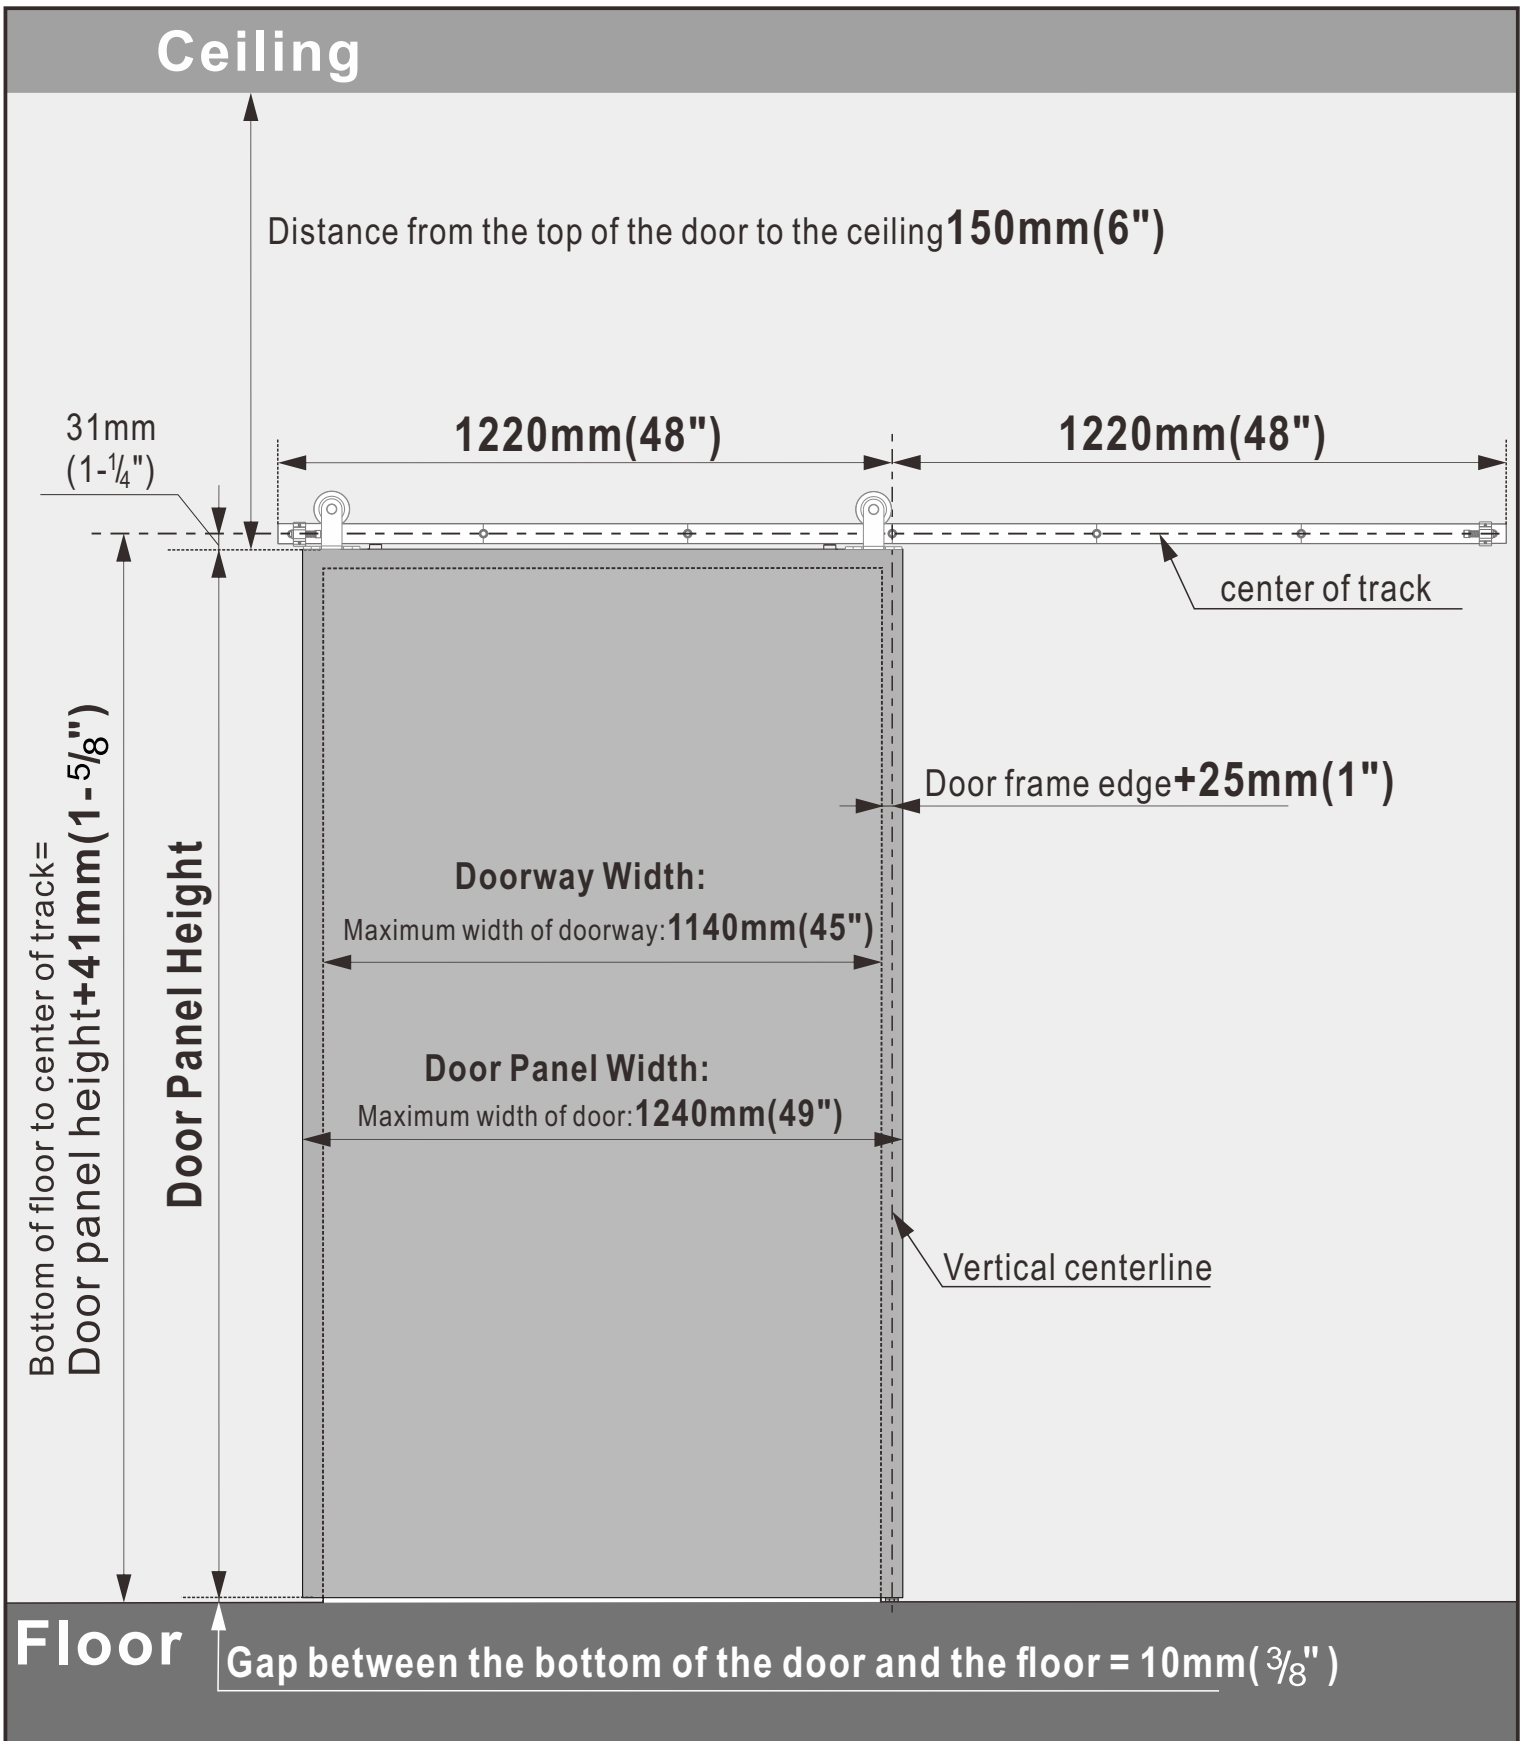 Ceiling
Distance from the top of the door to the ceiling150mm(6")
31mm
(1-1/4")
1220mm(48")
1220mm(48")
center of track
Bottom of floor to center of track=
Door panel height+41mm(1-5/8")
Door Panel Height
Door frame edge+25mm(1")
Doorway Width:
Maximum width of doorway:1140mm(45")
Door Panel Width:
Maximum width of door:1240mm(49")
Vertical centerline
Floor
Gap between the bottom of the door and the floor = 10mm(3/8")